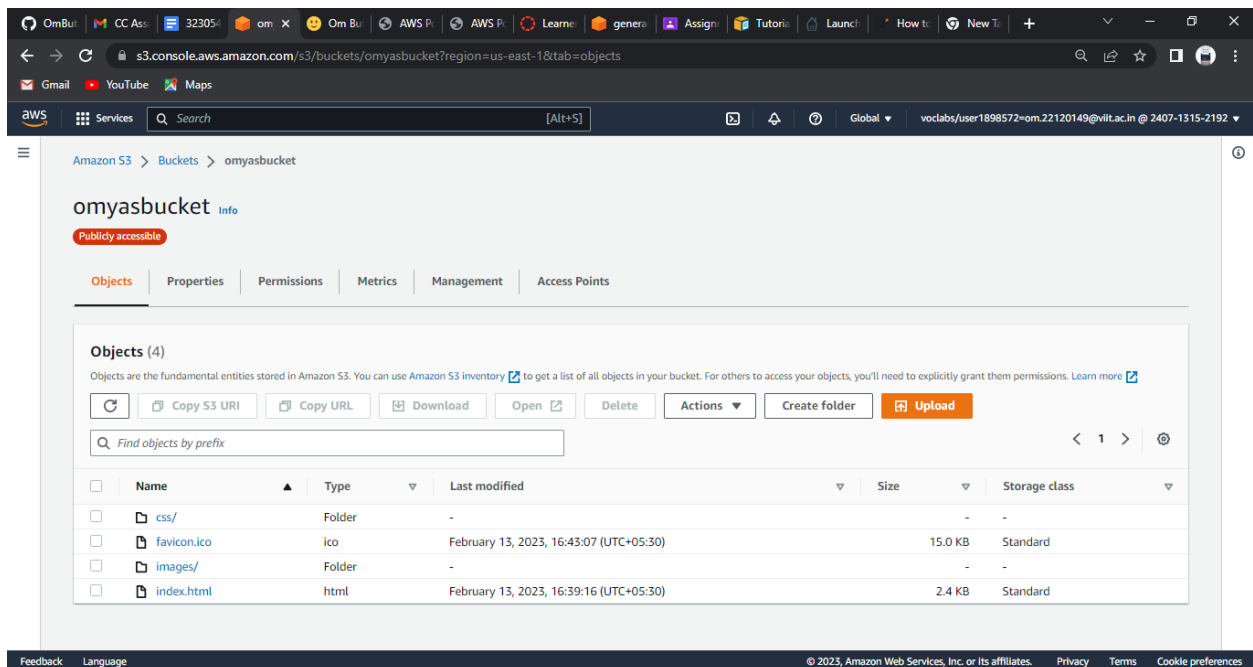 OmBut M CC Ass 323054 om Om Bu AWS Po AWS Po Learne genera Assign Tutoria Launch How to New Ta
s3.console.aws.amazon.com/s3/buckets/omyasbucket?region=us-east-1&tab=objects
Gmail YouTube Maps
aws Services Search [Alt+S] Global ▼ voclabs/user1898572=om.22120149@viit.ac.in @ 2407-1315-2192 ▼
Amazon S3 > Buckets > omyasbucket
omyasbucket Info
Publicly accessible
Objects Properties Permissions Metrics Management Access Points
Objects (4)
Objects are the fundamental entities stored in Amazon S3. You can use Amazon S3 inventory to get a list of all objects in your bucket. For others to access your objects, you'll need to explicitly grant them permissions. Learn more
Copy S3 URI Copy URL Download Open Delete Actions ▼ Create folder Upload
Find objects by prefix < 1 >
Name ▲ Type Last modified Size Storage class
css/ Folder - - -
favicon.ico ico February 13, 2023, 16:43:07 (UTC+05:30) 15.0 KB Standard
images/ Folder - - -
index.html html February 13, 2023, 16:39:16 (UTC+05:30) 2.4 KB Standard
Feedback Language © 2023, Amazon Web Services, Inc. or its affiliates. Privacy Terms Cookie preferences